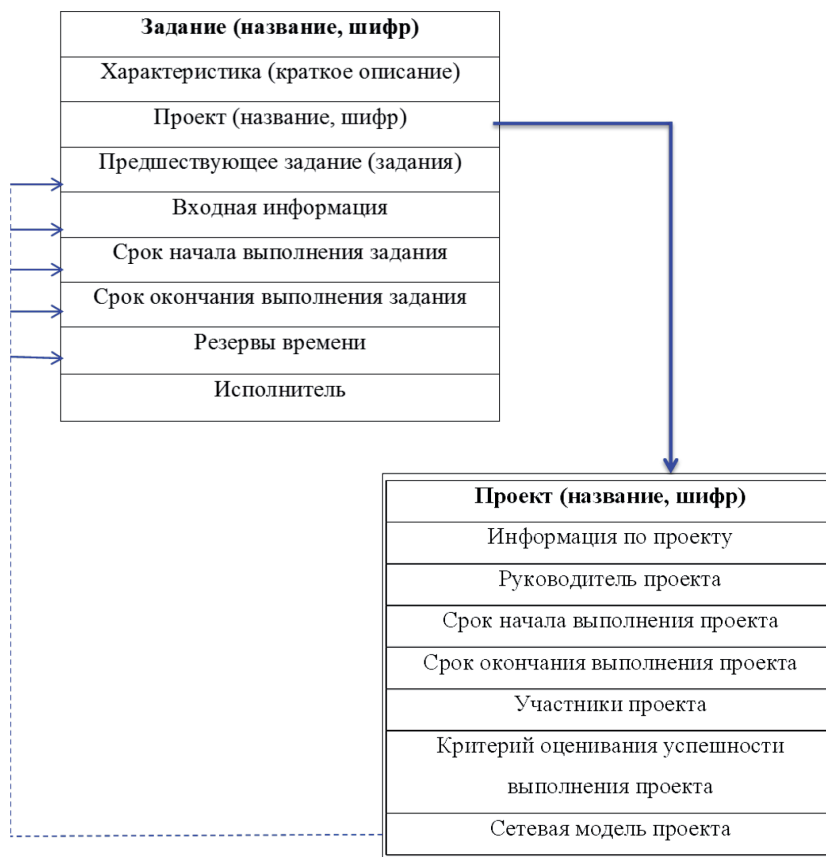 Задание (название, шифр)
Характеристика (краткое описание)
Проект (название, шифр)
Предшествующее задание (задания)
Входная информация
Срок начала выполнения задания
Срок окончания выполнения задания
Резервы времени
Исполнитель
Проект (название, шифр)
Информация по проекту
Руководитель проекта
Срок начала выполнения проекта
Срок окончания выполнения проекта
Участники проекта
Критерий оценивания успешности
выполнения проекта
Сетевая модель проекта